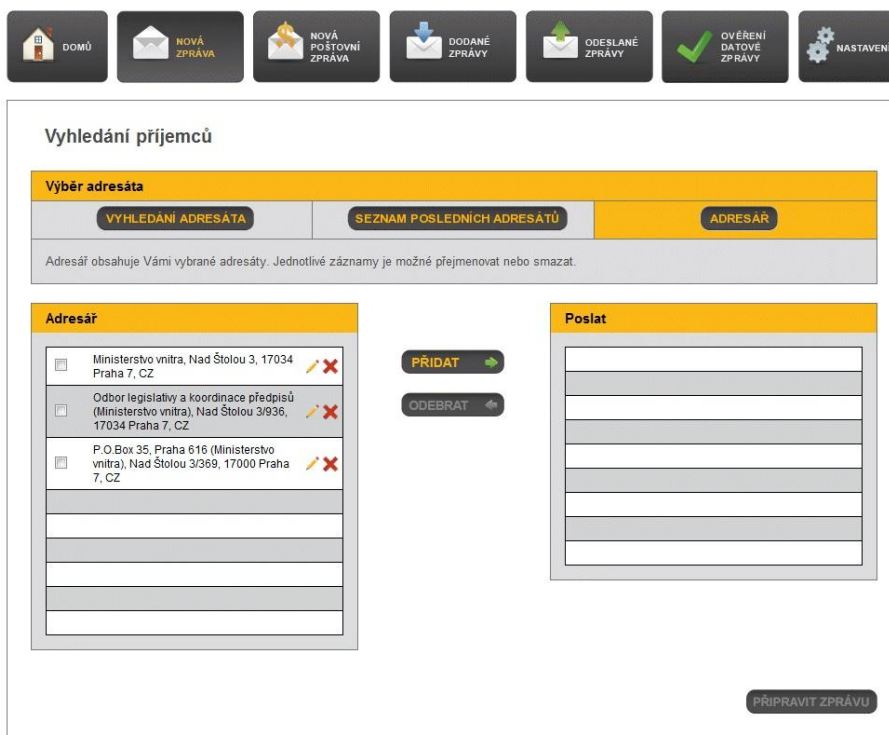 DOMŮ
NOVÁ
ZPRÁVA
NOVÁ
POŠTOVNÍ
ZPRÁVA
DODANÉ
ZPRÁVY
ODESLANÉ
ZPRÁVY
OVĚŘENÍ
DATOVÉ
ZPRÁVY
NASTAVENÍ
Vyhledání příjemců
Výběr adresáta
VYHLEDÁNÍ ADRESÁTA
SEZNAM POSLEDNÍCH ADRESÁTŮ
ADRESÁŘ
Adresář obsahuje Vámi vybrané adresáty. Jednotlivé záznamy je možné přejmenovat nebo smazat.
Adresář
Ministerstvo vnitra, Nad Štolou 3, 17034
Praha 7, CZ
Odbor legislativy a koordinace předpisů
(Ministerstvo vnitra), Nad Štolou 3/936,
17034 Praha 7, CZ
P.O.Box 35, Praha 616 (Ministerstvo
vnitra), Nad Štolou 3/369, 17000 Praha
7, CZ
PŘIDAT
ODEBRAT
Poslat
PŘIPRAVIT ZPRÁVU